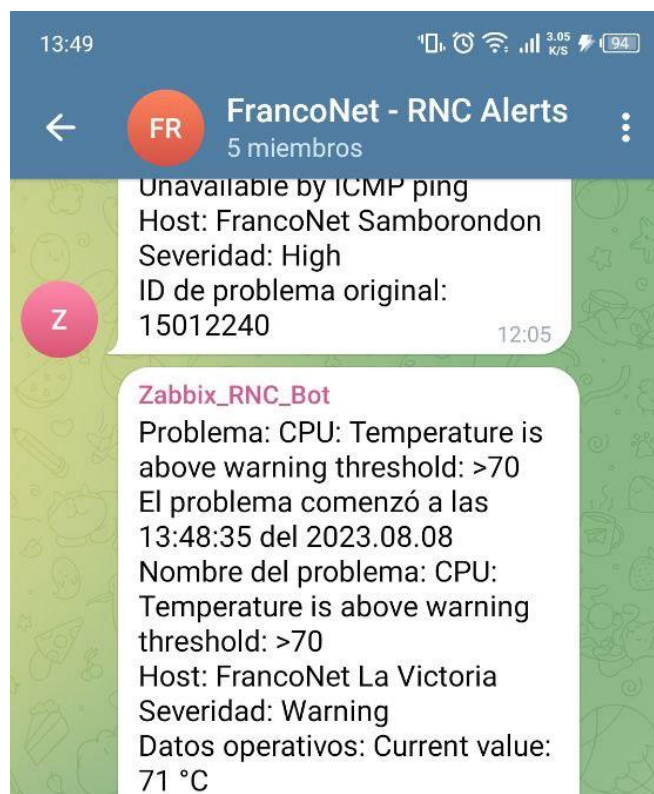 13:49
3.05
K/S
94
FR
FrancoNet - RNC Alerts
5 miembros
Unavailable by ICMP ping
Host: FrancoNet Samborondon
Severidad: High
ID de problema original:
15012240
12:05
Z
Zabbix_RNC_Bot
Problema: CPU: Temperature is
above warning threshold: >70
El problema comenzó a las
13:48:35 del 2023.08.08
Nombre del problema: CPU:
Temperature is above warning
threshold: >70
Host: FrancoNet La Victoria
Severidad: Warning
Datos operativos: Current value:
71 °C